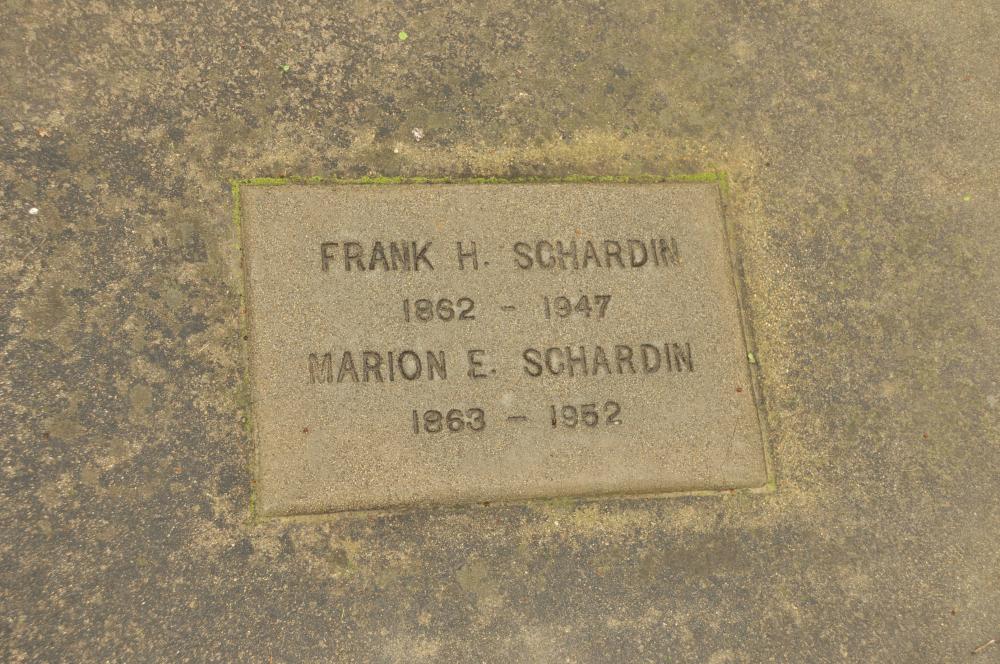 FRANK H. SCHARDIN
1862 - 1947
MARION E. SCHARDIN
1863 - 1952